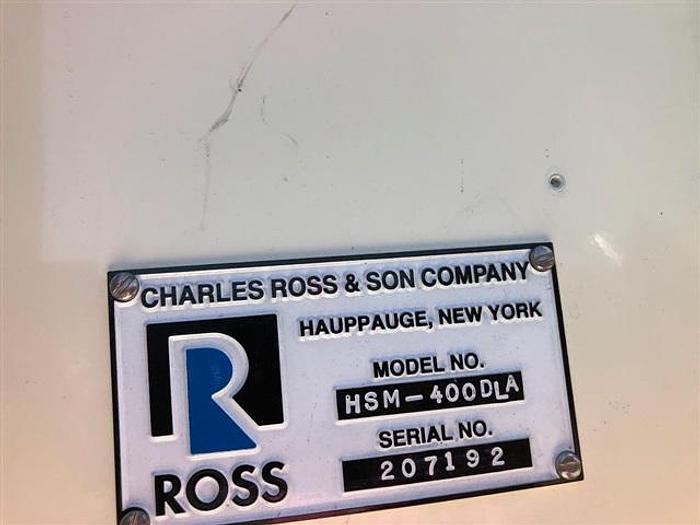 CHARLES ROSS & SON COMPANY
HAUPPAUGE, NEW YORK
R
ROSS
MODEL NO.
HSM-400DLA
SERIAL NO.
207192